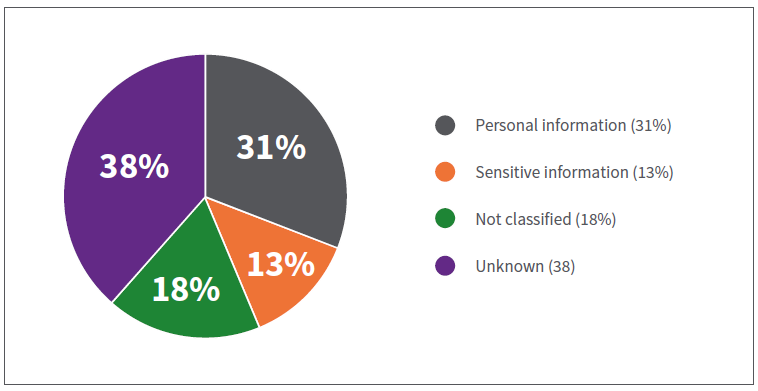 38%
31%
13%
18%
Personal information (31%)
Sensitive information (13%)
Not classified (18%)
Unknown (38)